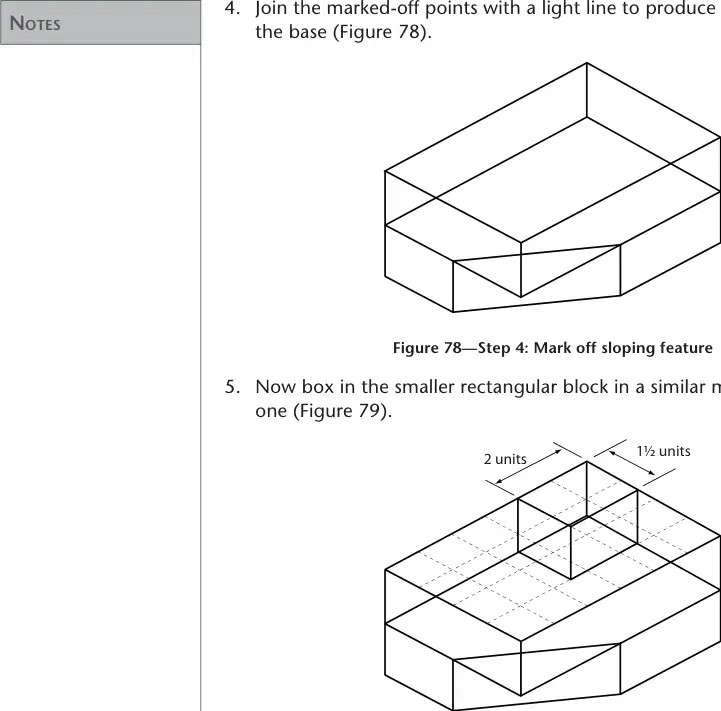 NOTES
4. Join the marked-off points with a light line to produce
the base (Figure 78).
Figure 78—Step 4: Mark off sloping feature
5. Now box in the smaller rectangular block in a similar
one (Figure 79).
2 units
1½ units